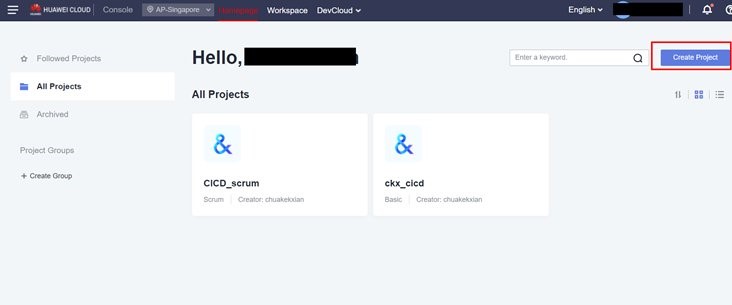 HUAWEI
HUAWEI CLOUD Console AP-Singapore Homepage Workspace DevCloud English
Followed Projects
All Projects
Archived
Project Groups
+ Create Group
Hello,
Enter a keyword.
Create Project
All Projects
CICD_scrum
Scrum Creator: chuakekxian
ckx_cicd
Basic Creator: chuakekxian